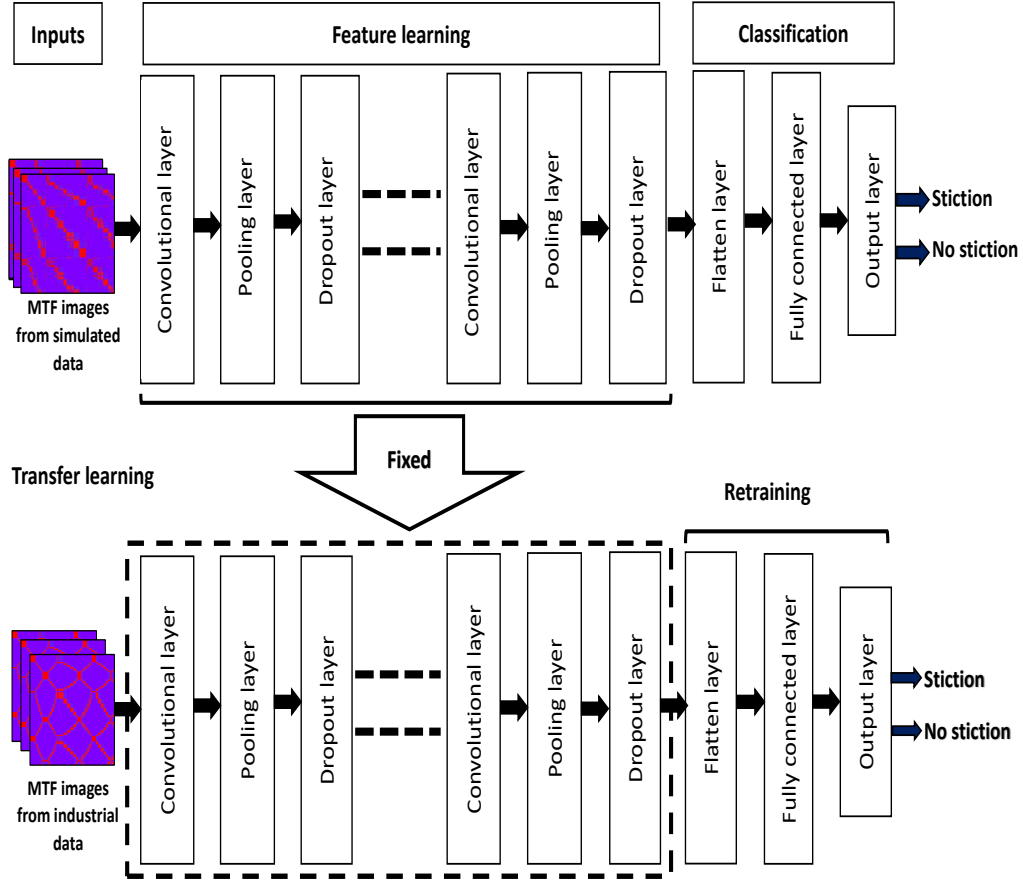 Inputs
Feature learning
Classification
Convolutional layer
Pooling layer
Dropout layer
Convolutional layer
Pooling layer
Dropout layer
Flatten layer
Fully connected layer
Output layer
Stiction
No stiction
MTF images
from simulated
data
Fixed
Transfer learning
Retraining
Convolutional layer
Pooling layer
Dropout layer
Convolutional layer
Pooling layer
Dropout layer
Flatten layer
Fully connected layer
Output layer
Stiction
No stiction
MTF images
from industrial
data